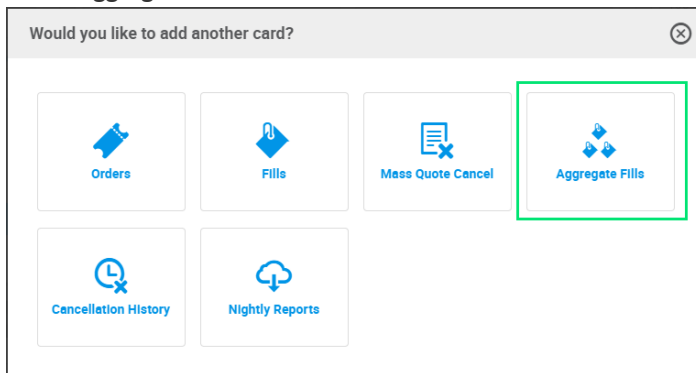 Would you like to add another card?
Orders
Fills
Mass Quote Cancel
Aggregate Fills
Cancellation History
Nightly Reports